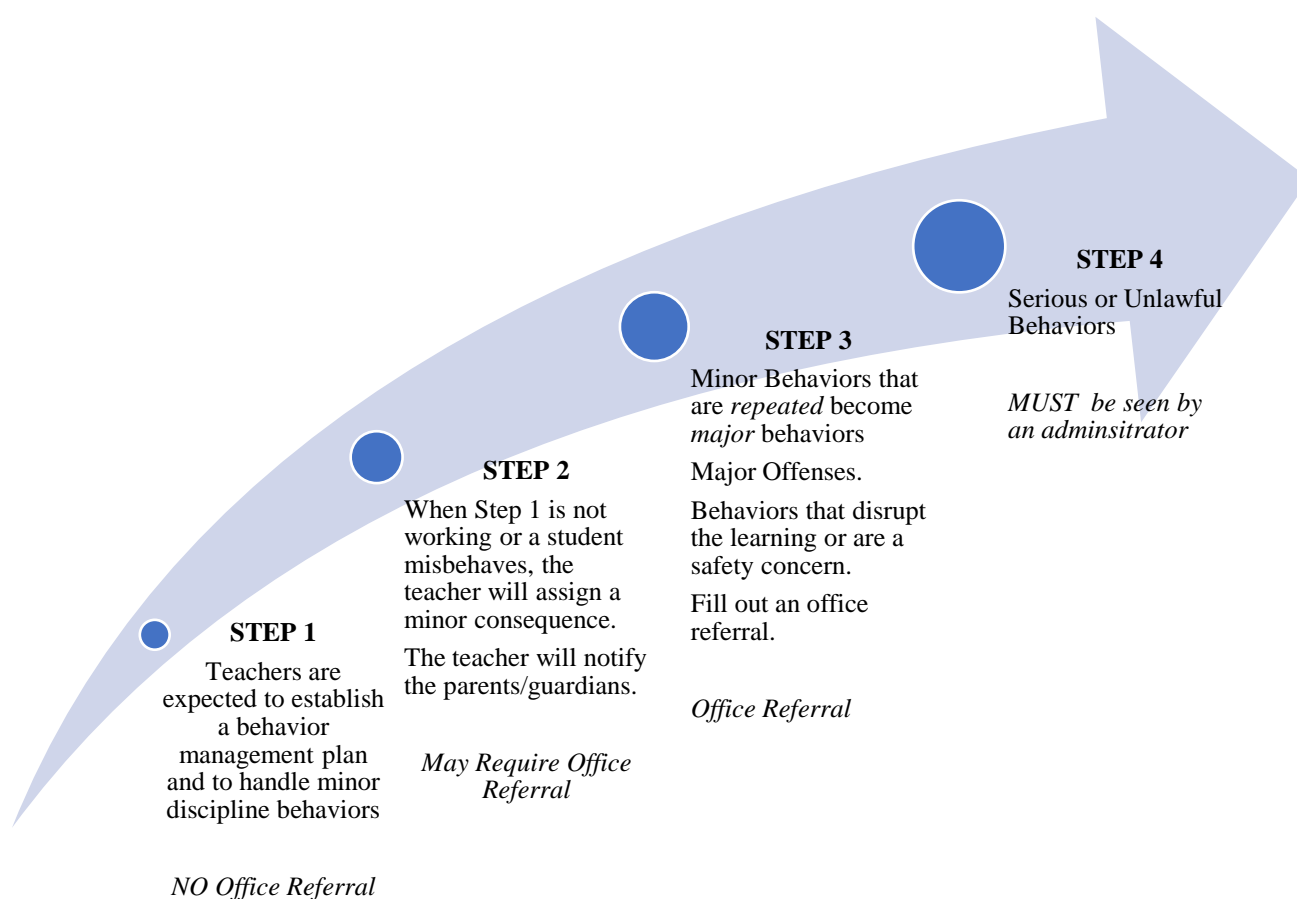 STEP 1
Teachers are
expected to establish
a behavior
management plan
and to handle minor
discipline behaviors
NO Office Referral
STEP 2
When Step 1 is not
working or a student
misbehaves, the
teacher will assign a
minor consequence.
The teacher will notify
the parents/guardians.
May Require Office
Referral
STEP 3
Minor Behaviors that
are repeated become
major behaviors
Major Offenses.
Behaviors that disrupt
the learning or are a
safety concern.
Fill out an office
referral.
Office Referral
STEP 4
Serious or Unlawful
Behaviors
MUST  be seen by
an adminsitrator